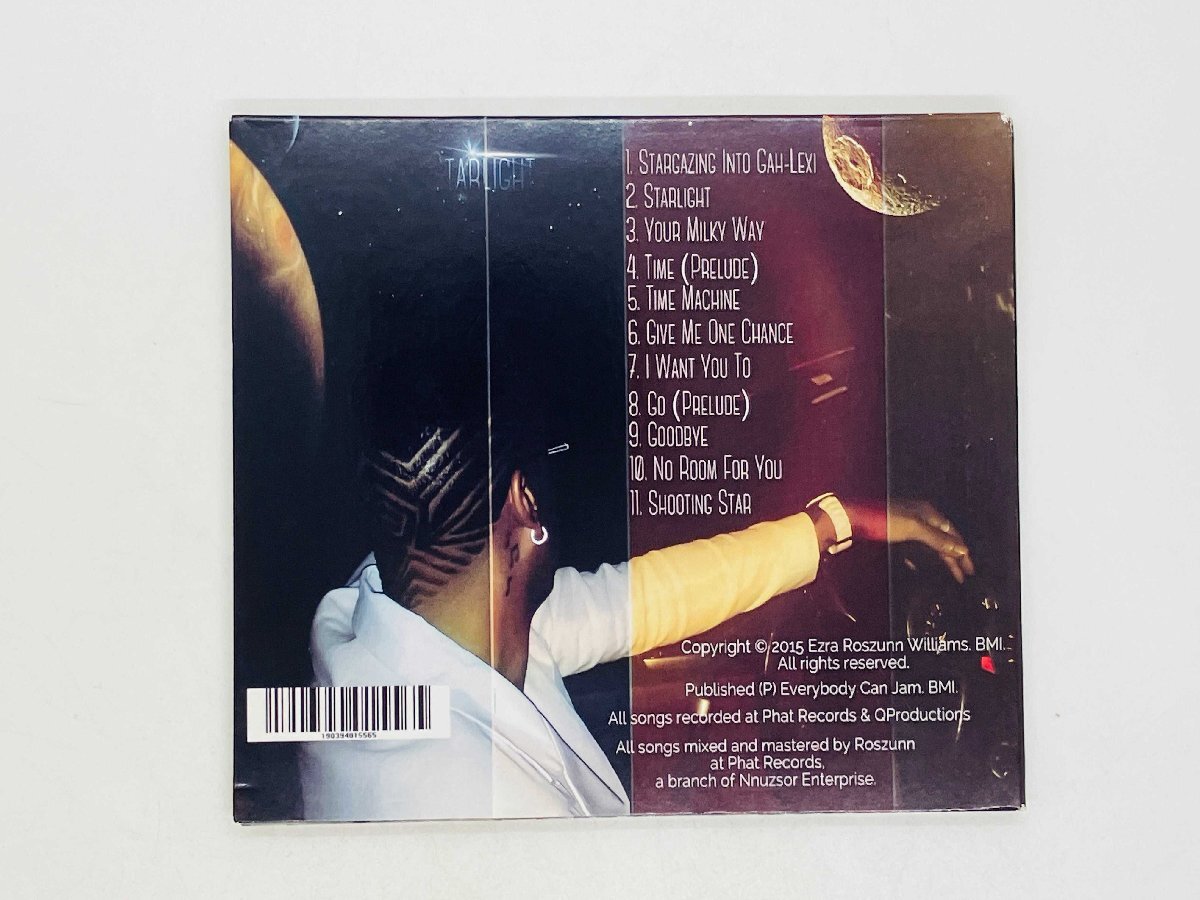 STARLIGHT
1. STARGAZING INTO GAH-LEXI
2. STARLIGHT
3. YOUR MILKY WAY
4. TIME (PRELUDE)
5. TIME MACHINE
6. GIVE ME ONE CHANCE
7. I WANT YOU TO
8. GO (PRELUDE)
9. GOODBYE
10. NO ROOM FOR YOU
11. SHOOTING STAR
Copyright © 2015 Ezra Roszunn Williams. BMI.
All rights reserved.
Published (P) Everybody Can Jam. BMI.
All songs recorded at Phat Records & QProductions
All songs mixed and mastered by Roszunn
at Phat Records,
a branch of Nnuzsor Enterprise.
190394015565